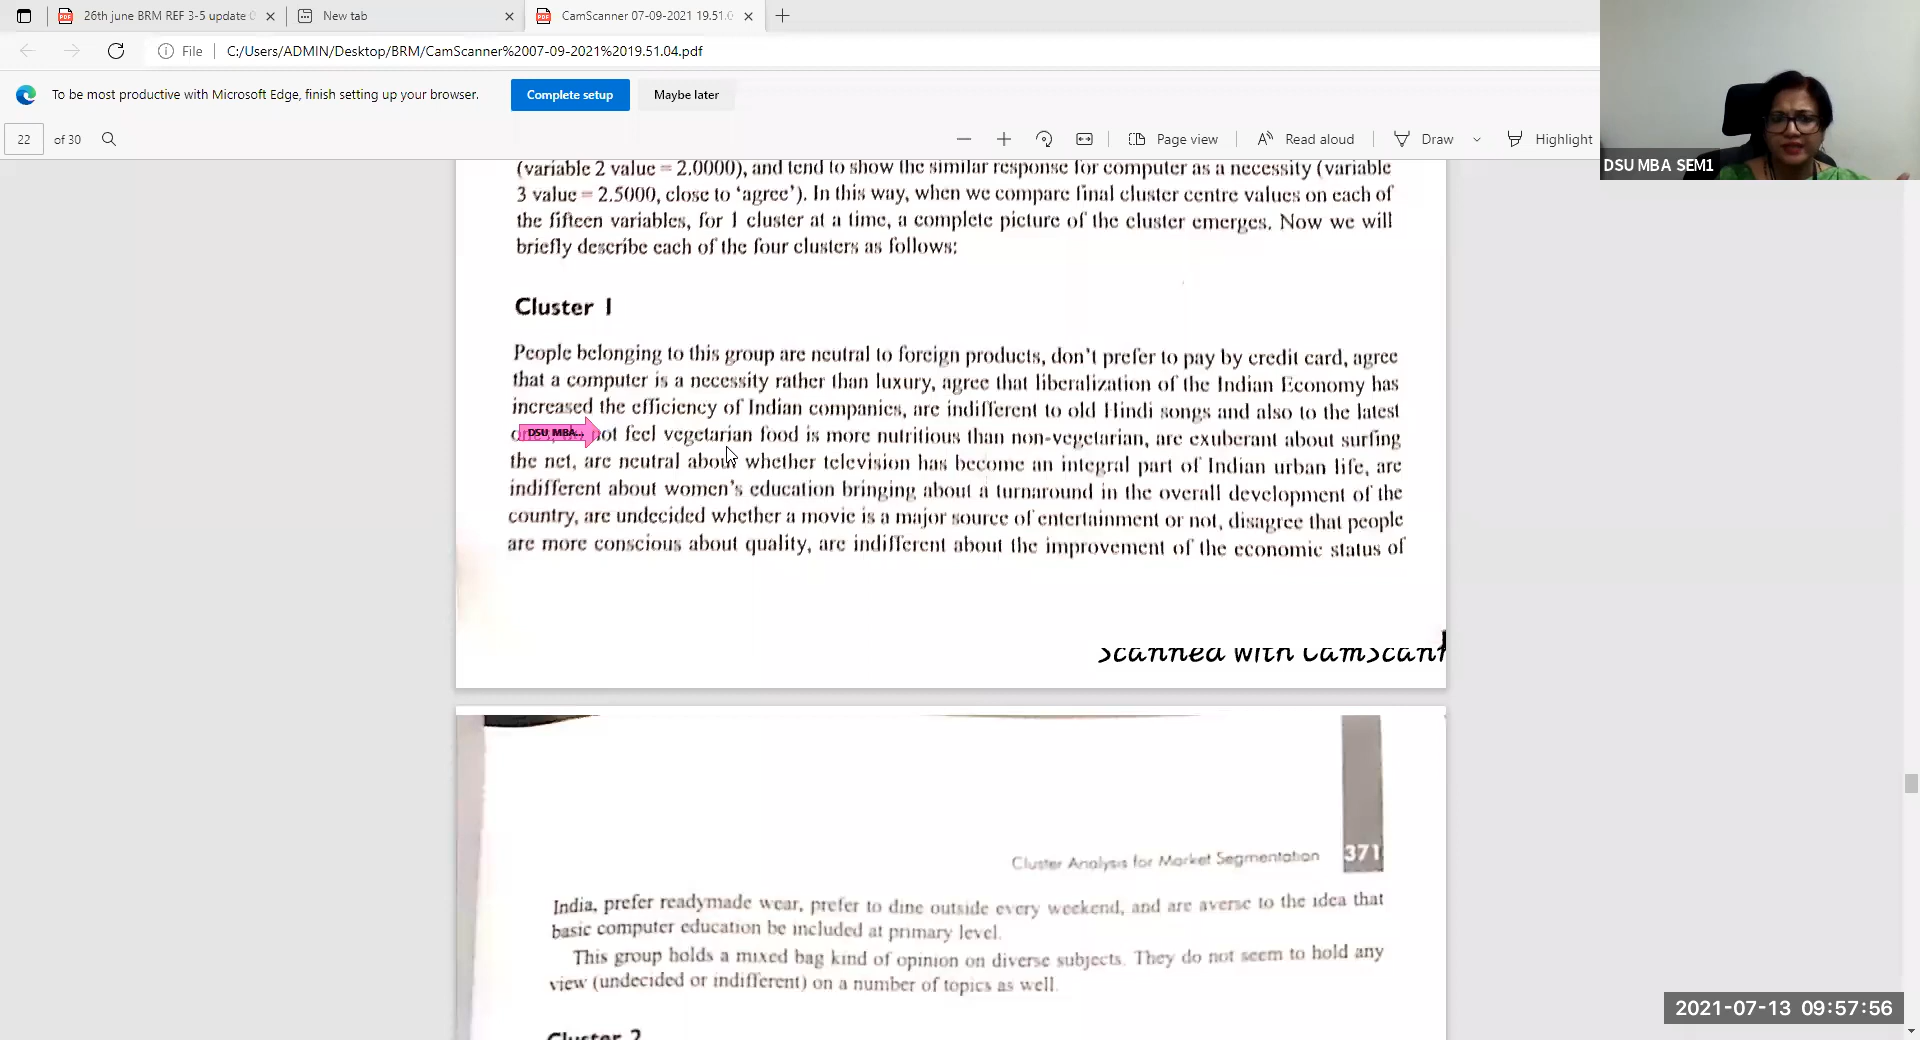 26th june BRM REF 3-5 update
New tab
CamScanner 07-09-2021 19.51.0
File
C:/Users/ADMIN/Desktop/BRM/CamScanner%2007-09-2021%2019.51.04.pdf
To be most productive with Microsoft Edge, finish setting up your browser.
Complete setup
Maybe later
22 of 30
Page view
Read aloud
Draw
Highlight
DSU MBA SEM1
(variable 2 value = 2.0000), and tend to show the similar response for computer as a necessity (variable
3 value = 2.5000, close to ‘agree’). In this way, when we compare final cluster centre values on each of
the fifteen variables, for 1 cluster at a time, a complete picture of the cluster emerges. Now we will
briefly describe each of the four clusters as follows:
Cluster 1
People belonging to this group are neutral to foreign products, don’t prefer to pay by credit card, agree
that a computer is a necessity rather than luxury, agree that liberalization of the Indian Economy has
increased the efficiency of Indian companies, are indifferent to old Hindi songs and also to the latest
DSU MBA... not feel vegetarian food is more nutritious than non-vegetarian, are exuberant about surfing
the net, are neutral about whether television has become an integral part of Indian urban life, are
indifferent about women’s education bringing about a turnaround in the overall development of the
country, are undecided whether a movie is a major source of entertainment or not, disagree that people
are more conscious about quality, are indifferent about the improvement of the economic status of
Scanned with CamScan
Cluster Analysis for Market Segmentation 371
India, prefer readymade wear, prefer to dine outside every weekend, and are averse to the idea that
basic computer education be included at primary level.
This group holds a mixed bag kind of opinion on diverse subjects. They do not seem to hold any
view (undecided or indifferent) on a number of topics as well.
Cluster 2
2021-07-13 09:57:56